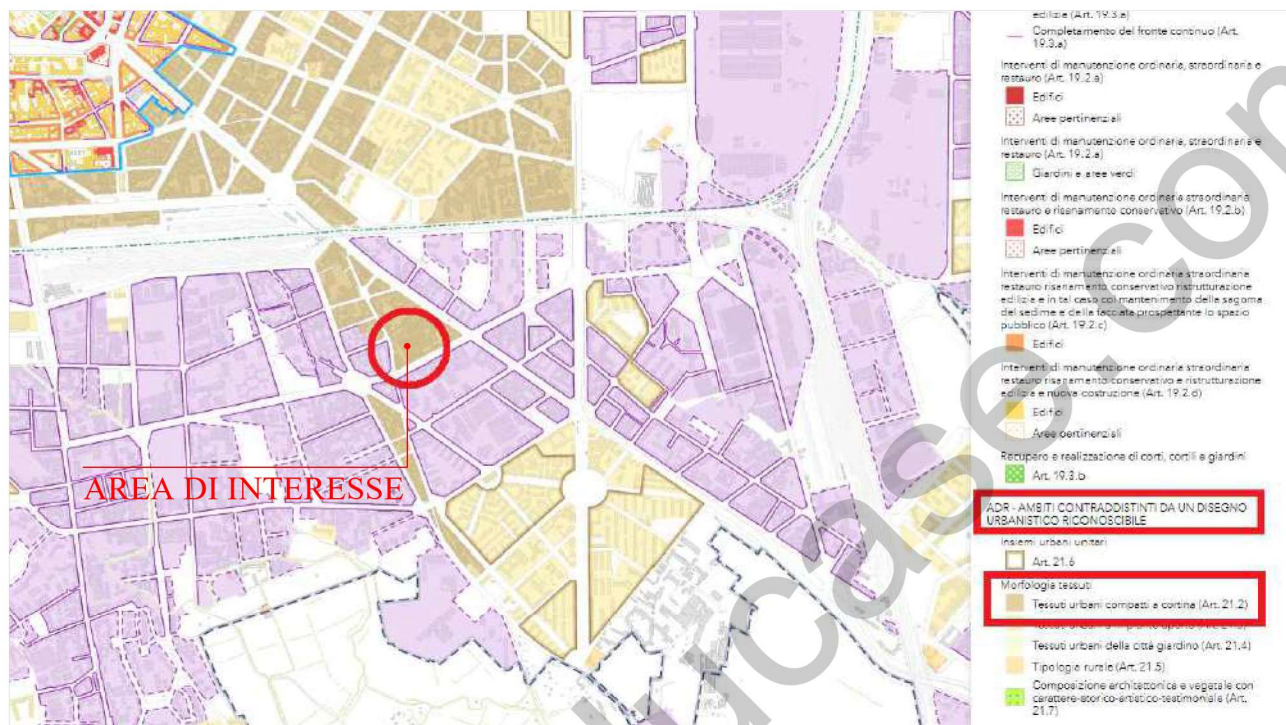 edilizia (Art. 19.3.a)
Completamento del fronte continuo (Art.
19.3.a)
Interventi di manutenzione ordinaria, straordinaria e
restauro (Art. 19.2.a)
Edifici
Aree pertinenziali
Interventi di manutenzione ordinaria, straordinaria e
restauro (Art. 19.2.a)
Giardini e aree verdi
Interventi di manutenzione ordinaria straordinaria
restauro e risanamento conservativo (Art. 19.2.b)
Edifici
Aree pertinenziali
Interventi di manutenzione ordinaria straordinaria
restauro risanamento conservativo ristrutturazione
edilizia e in tal caso col mantenimento della sagoma
del sedime e della facciata prospettante lo spazio
pubblico (Art. 19.2.c)
Edifici
Interventi di manutenzione ordinaria straordinaria
restauro risanamento conservativo e ristrutturazione
edilizia e nuova costruzione (Art. 19.2.d)
Edifici
Aree pertinenziali
Recupero e realizzazione di corti, cortili e giardini
Art. 19.3.b
ADR - AMBITI CONTRADDISTINTI DA UN DISEGNO
URBANISTICO RICONOSCIBILE
Insiemi urbani unitari
Art. 21.6
Morfologia tessuti
Tessuti urbani compatti a cortina (Art. 21.2)
Tessuti urbani della città giardino (Art. 21.4)
Tipologia rurale (Art. 21.5)
Composizione architettonica e vegetale con
carattere storico-artistico-testimoniale (Art.
21.7)
AREA DI INTERESSE
ucase.com